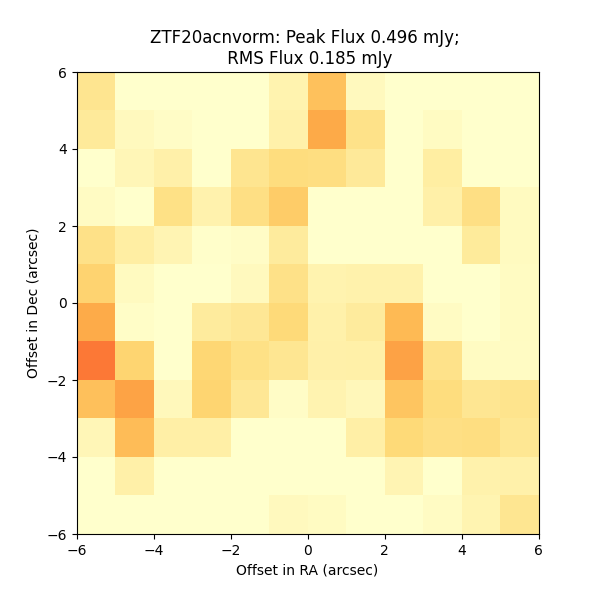 ZTF20acnvorm: Peak Flux 0.496 mJy;
RMS Flux 0.185 mJy
6
4
2
0
−2
−4
−6
Offset in Dec (arcsec)
−6 −4 −2 0 2 4 6
Offset in RA (arcsec)